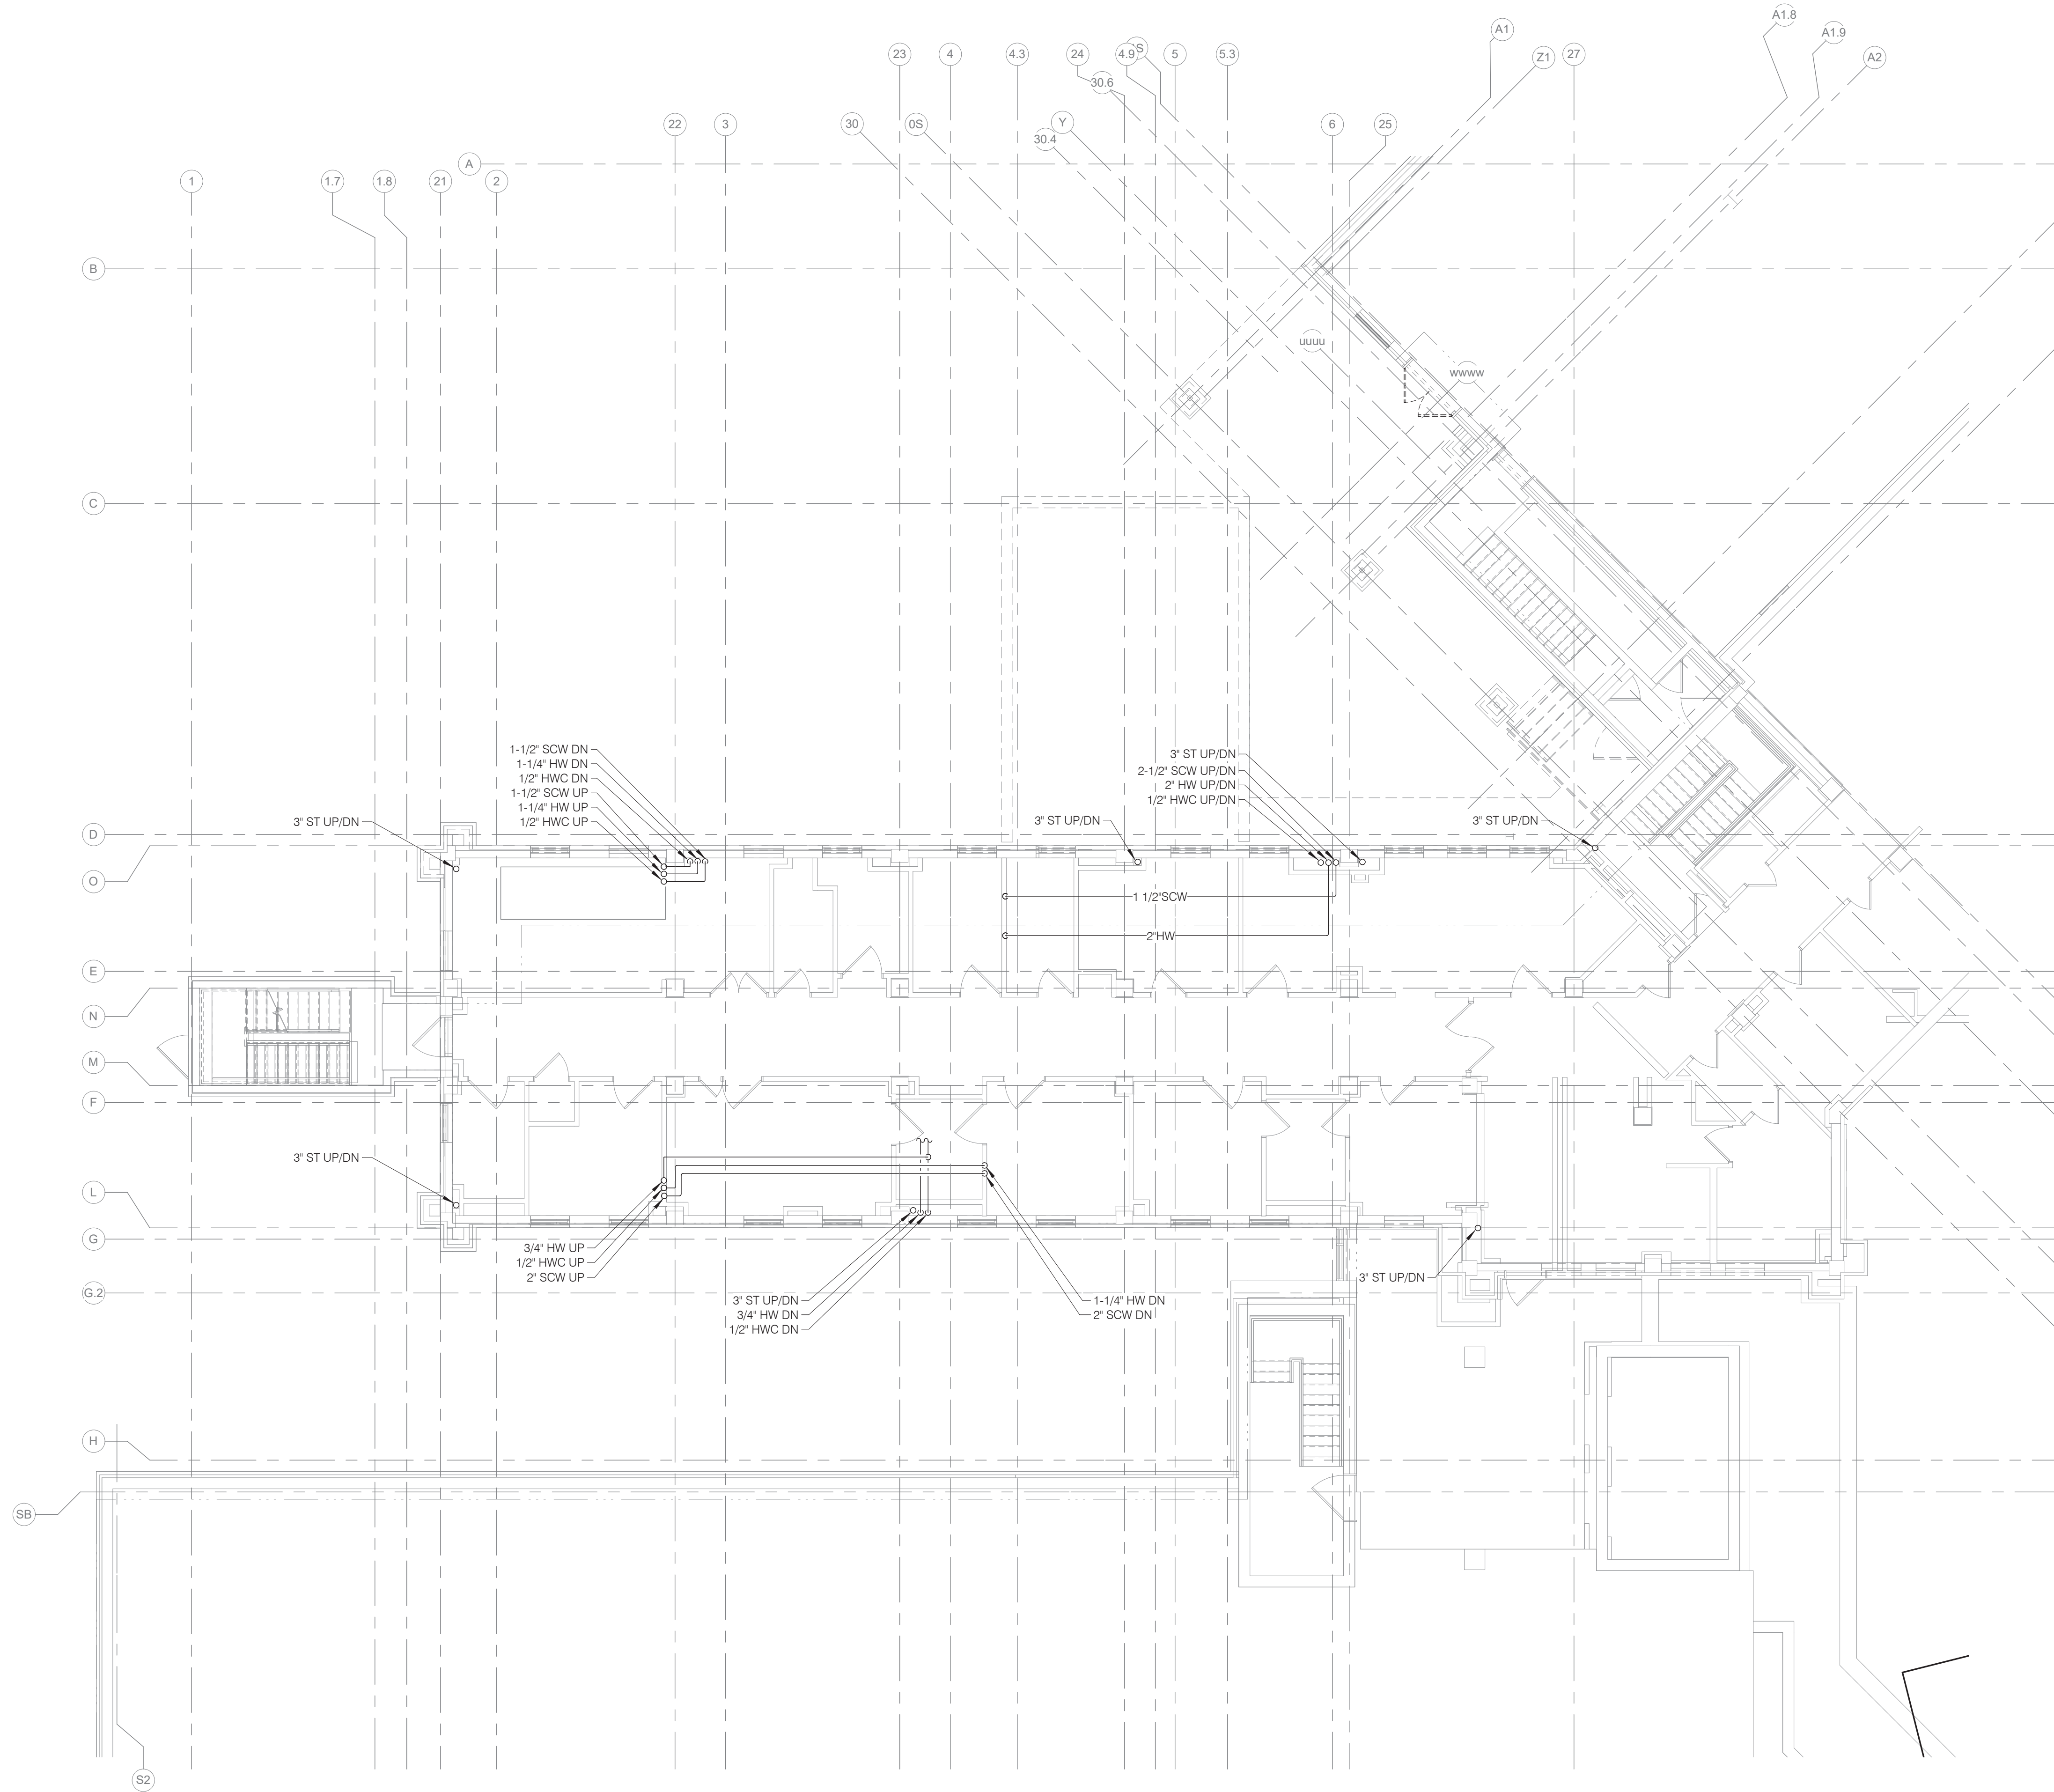 A1.8
A1
A1.9
S
23
4
4.3
24
4.9
5
5.3
Z1
27
A2
30.6
22
3
30
0S
Y
6
25
30.4
A
1
1.7
1.8
21
2
B
uuuu
wwww
C
1-1/2" SCW DN
1-1/4" HW DN
1/2" HWC DN
1-1/2" SCW UP
1-1/4" HW UP
1/2" HWC UP
3" ST UP/DN
3" ST UP/DN
2-1/2" SCW UP/DN
2" HW UP/DN
1/2" HWC UP/DN
3" ST UP/DN
3" ST UP/DN
D
O
1 1/2"SCW
2"HW
E
N
M
F
3" ST UP/DN
L
G
3/4" HW UP
1/2" HWC UP
2" SCW UP
3" ST UP/DN
G.2
3" ST UP/DN
3/4" HW DN
1/2" HWC DN
1-1/4" HW DN
2" SCW DN
H
SB
S2